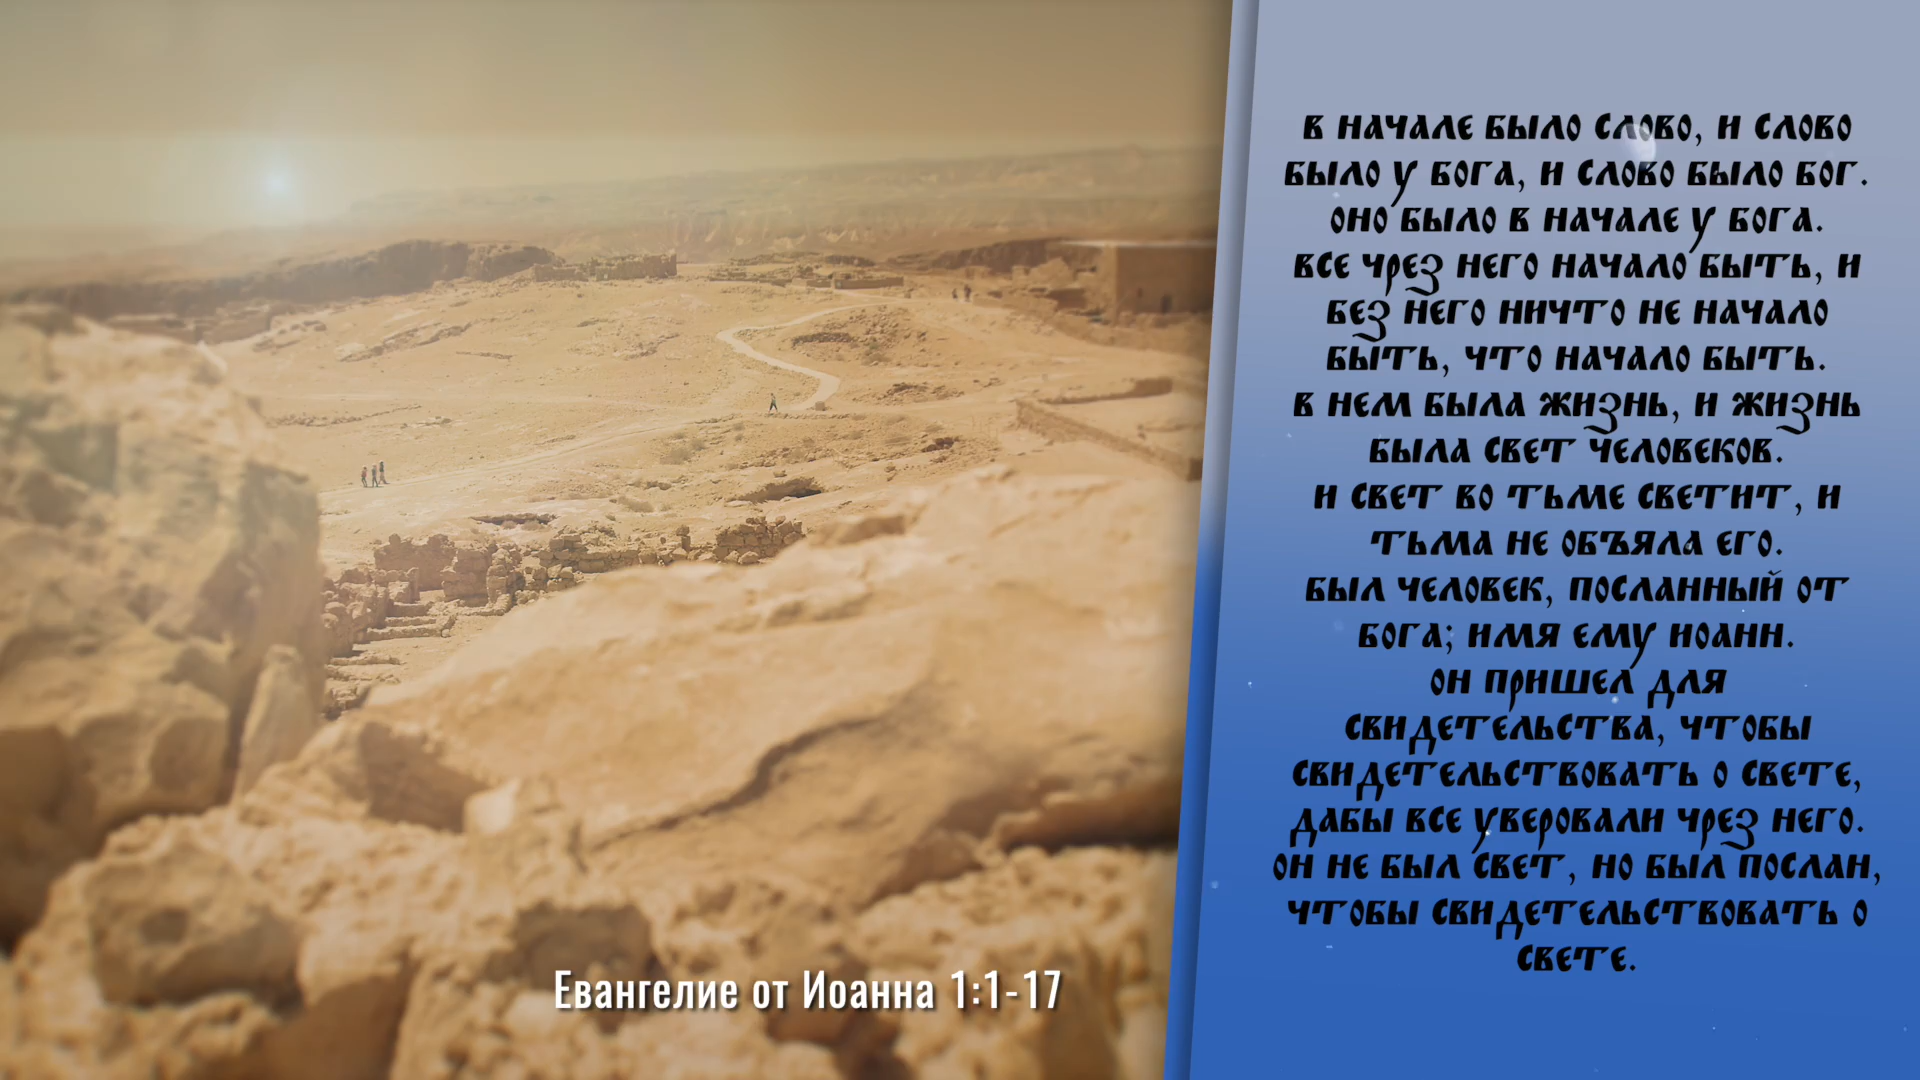 В НАЧАЛЕ БЫЛО СЛОВО, И СЛОВО
БЫЛО У БОГА, И СЛОВО БЫЛО БОГ.
ОНО БЫЛО В НАЧАЛЕ У БОГА.
ВСЕ ЧРЕЗ НЕГО НАЧАЛО БЫТЬ, И
БЕЗ НЕГО НИЧТО НЕ НАЧАЛО
БЫТЬ, ЧТО НАЧАЛО БЫТЬ.
В НЕМ БЫЛА ЖИЗНЬ, И ЖИЗНЬ
БЫЛА СВЕТ ЧЕЛОВЕКОВ.
И СВЕТ ВО ТЬМЕ СВЕТИТ, И
ТЬМА НЕ ОБЪЯЛА ЕГО.
БЫЛ ЧЕЛОВЕК, ПОСЛАННЫЙ ОТ
БОГА; ИМЯ ЕМУ ИОАНН.
ОН ПРИШЕЛ ДЛЯ
СВИДЕТЕЛЬСТВА, ЧТОБЫ
СВИДЕТЕЛЬСТВОВАТЬ О СВЕТЕ,
ДАБЫ ВСЕ УВЕРОВАЛИ ЧРЕЗ НЕГО.
ОН НЕ БЫЛ СВЕТ, НО БЫЛ ПОСЛАН,
ЧТОБЫ СВИДЕТЕЛЬСТВОВАТЬ О
СВЕТЕ.
Евангелие от Иоанна 1:1-17